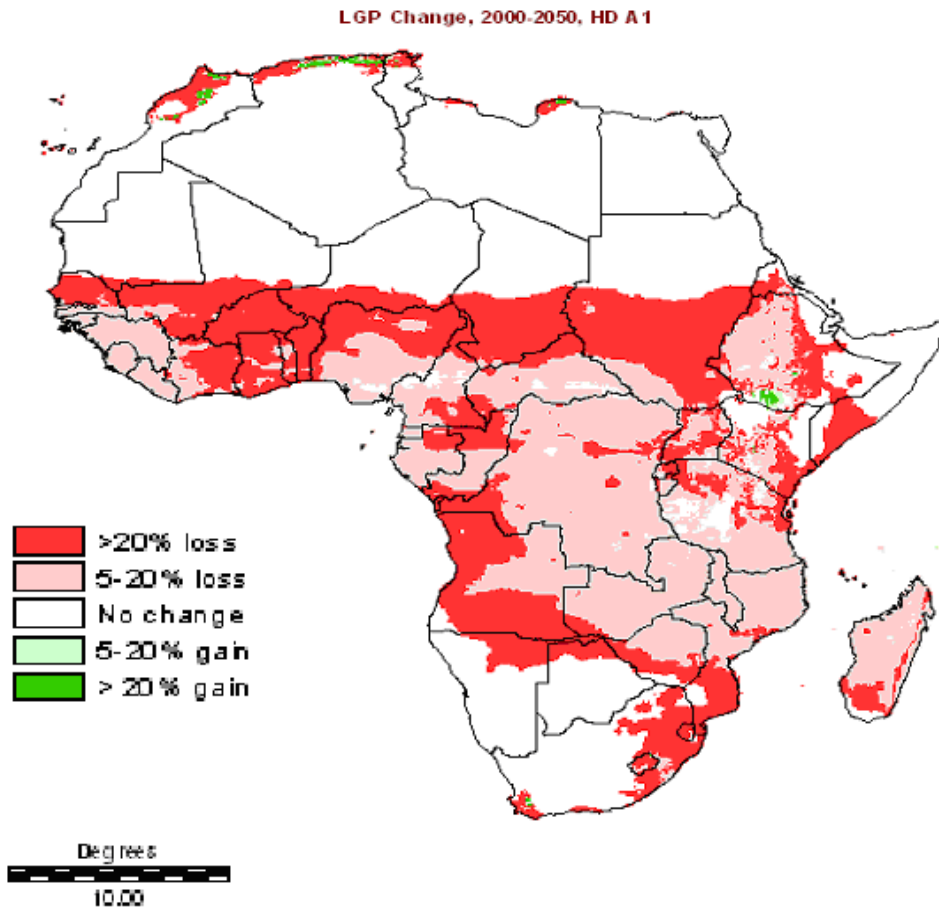 LGP Change, 2000-2050, HD A1
>20% loss
5-20% loss
No change
5-20% gain
> 20% gain
Degrees
10.00